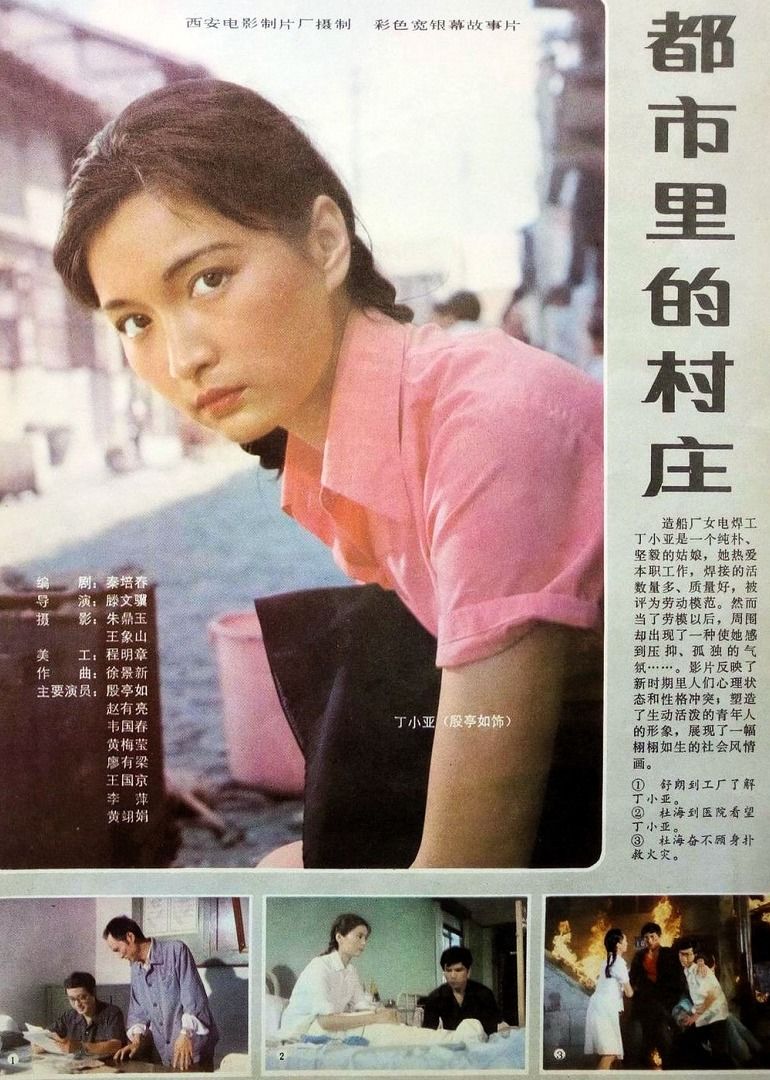 西安电影制片厂摄制 彩色宽银幕故事片
都市里的村庄
造船厂女电焊工
丁小亚是一个纯朴、
坚毅的姑娘，她热爱
本职工作，焊接的活
数量多、质量好，被
评为劳动模范。然而
当了劳模以后，周围
却出现了一种使她感
到压抑、孤独的气
氛……。影片反映了
新时期里人们心理状
态和性格冲突；塑造
了生动活泼的青年人
的形象，展现了一幅
栩栩如生的社会风情
画。
① 舒朗到工厂了解
丁小亚。
② 杜海到医院看望
丁小亚。
③ 杜海奋不顾身扑
救火灾。
编 剧：秦培春
导 演：滕文骥
摄 影：朱鼎玉
王象山
美 工：程明章
作 曲：徐景新
主要演员：殷亭如
赵有亮
韦国春
黄梅莹
廖有梁
王国京
李 萍
黄翊娟
丁小亚（殷亭如饰）
1
2
3